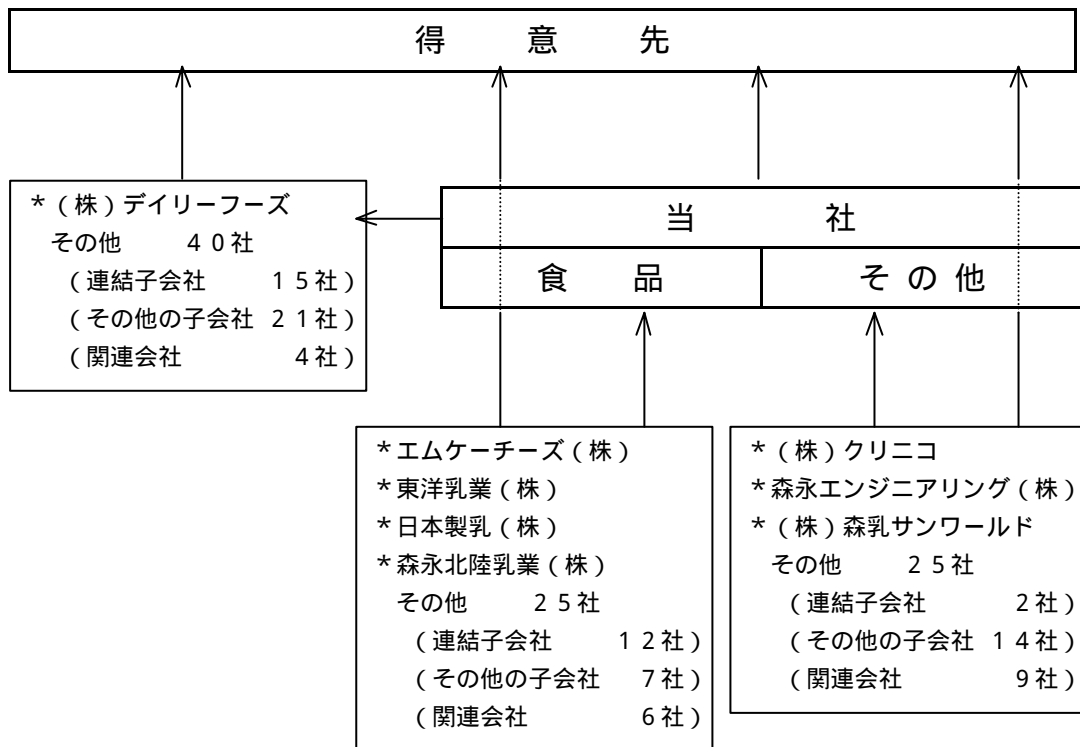 得意先
*（株）デイリーフーズ
その他 40社
（連結子会社 15社）
（その他の子会社 21社）
（関連会社 4社）
当社
食品
その他
*エムケーチーズ（株）
*東洋乳業（株）
*日本製乳（株）
*森永北陸乳業（株）
その他 25社
（連結子会社 12社）
（その他の子会社 7社）
（関連会社 6社）
*（株）クリニコ
*森永エンジニアリング（株）
*（株）森乳サンワールド
その他 25社
（連結子会社 2社）
（その他の子会社 14社）
（関連会社 9社）